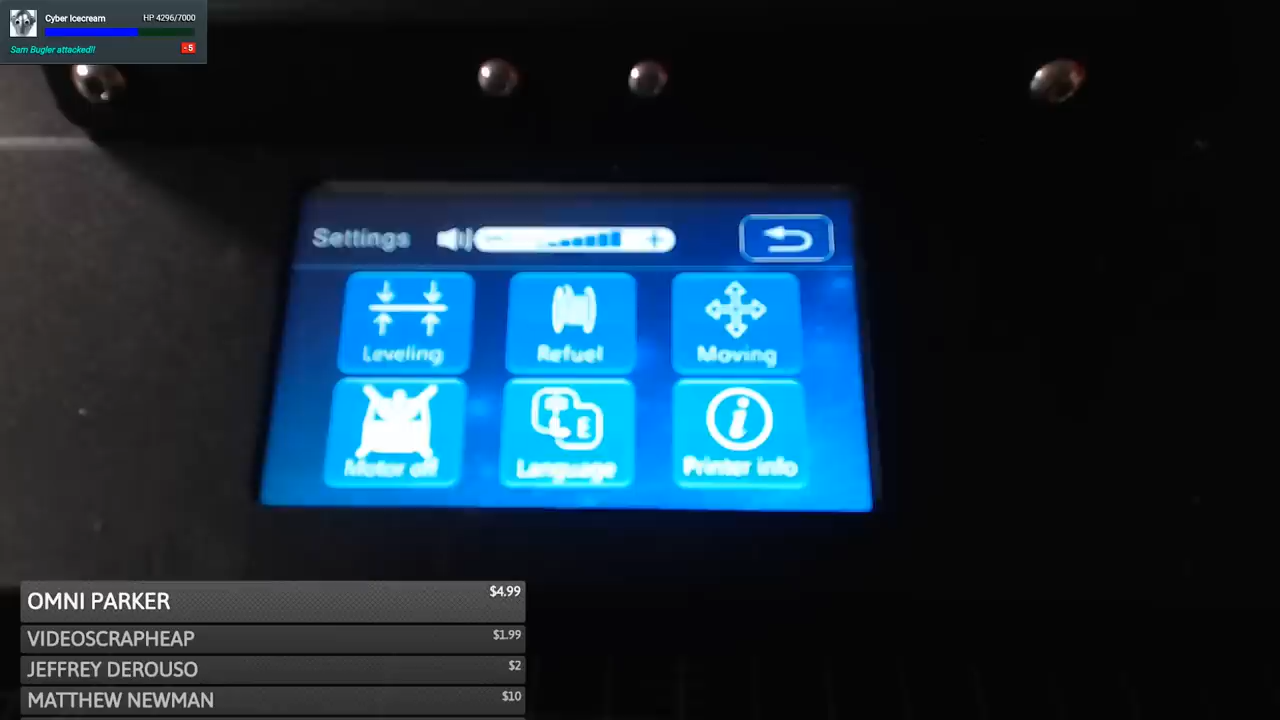 Cyber Icecream HP 4296/7000
Sam Bugler attacked!! -5
Settings
Leveling Refuel Moving
Motor off Language Printer info
OMNI PARKER $4.99
VIDEOSCRAPHEAP $1.99
JEFFREY DEROUSO $2
MATTHEW NEWMAN $10